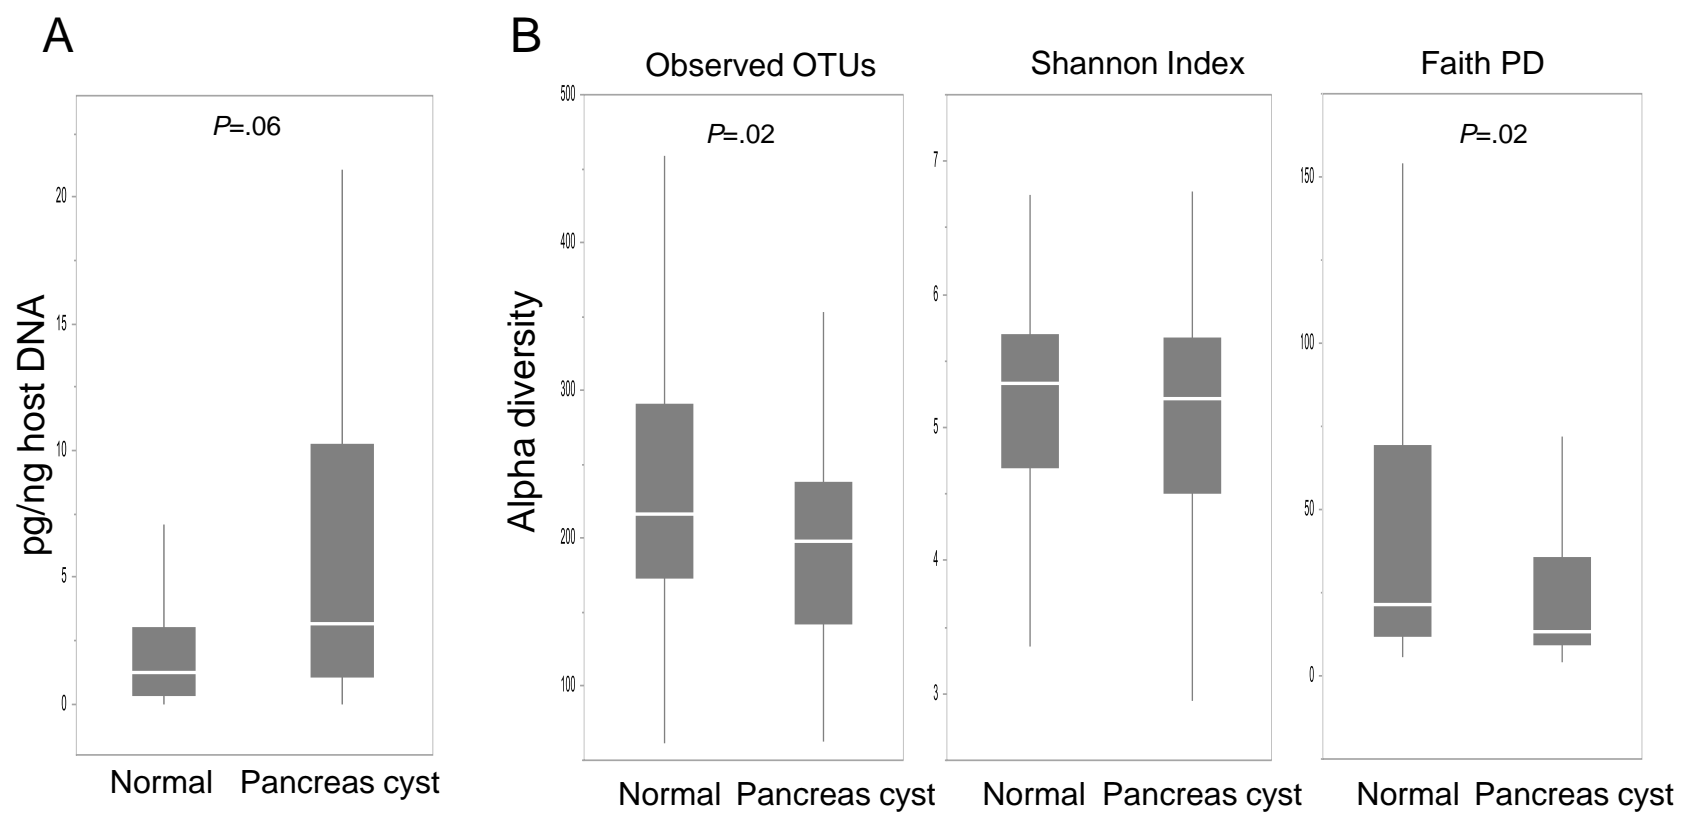 A
pg/ng host DNA
P=.06
20
15
10
5
0
Normal Pancreas cyst
B
Alpha diversity
Observed OTUs
P=.02
500
400
300
200
100
Normal Pancreas cyst
Shannon Index
7
6
5
4
3
Normal Pancreas cyst
Faith PD
P=.02
150
100
50
0
Normal Pancreas cyst